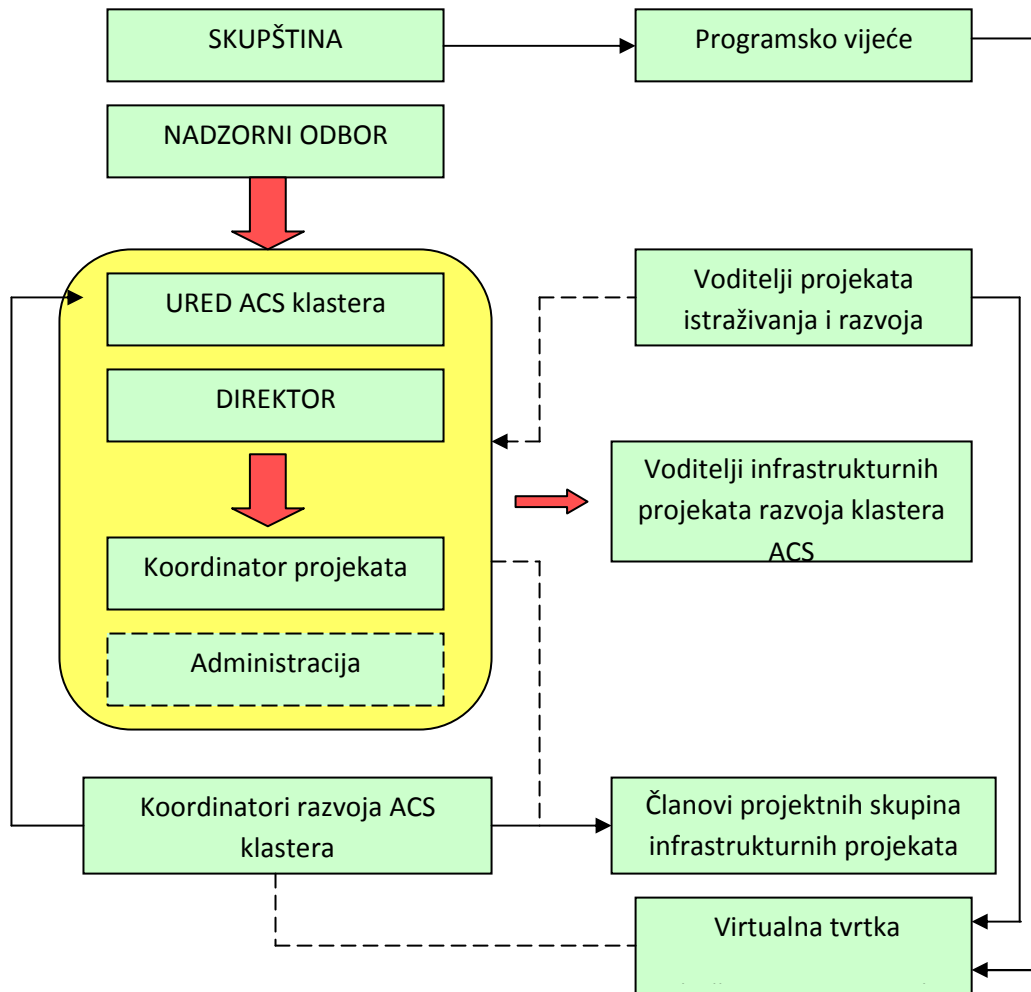 SKUPŠTINA
Programsko vijeće
NADZORNI ODBOR
URED ACS klastera
Voditelji projekata
istraživanja i razvoja
DIREKTOR
Voditelji infrastrukturnih
projekata razvoja klastera
ACS
Koordinator projekata
Administracija
Koordinatori razvoja ACS
klastera
Članovi projektnih skupina
infrastrukturnih projekata
Virtualna tvrtka